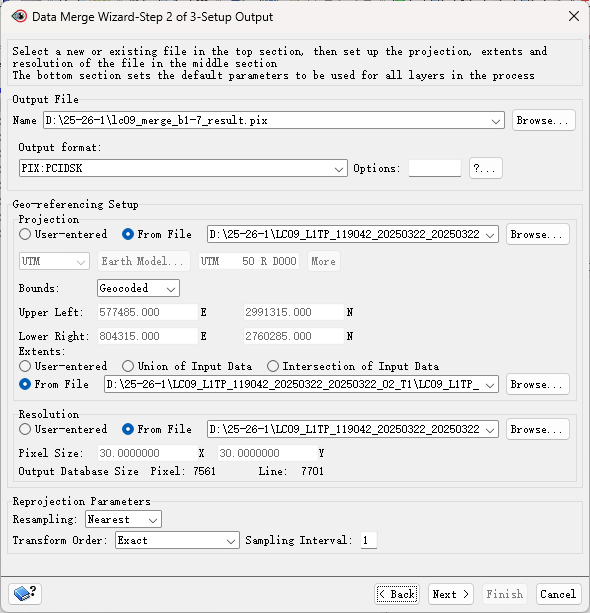 Data Merge Wizard-Step 2 of 3-Setup Output
Select a new or existing file in the top section, then set up the projection, extents and
resolution of the file in the middle section
The bottom section sets the default parameters to be used for all layers in the process
Output File
Name D:\25-26-1\lc09_merge_b1-7_result.pix Browse...
Output format:
PIX:PCIDSK Options: ?...
Geo-referencing Setup
Projection
User-entered From File D:\25-26-1\LC09_L1TP_119042_20250322_20250322 Browse...
UTM Earth Model... UTM 50 R D000 More
Bounds: Geocoded
Upper Left: 577485.000 E 2991315.000 N
Lower Right: 804315.000 E 2760285.000 N
Extents:
User-entered Union of Input Data Intersection of Input Data
From File D:\25-26-1\LC09_L1TP_119042_20250322_20250322_02_T1\LC09_L1TP_ Browse...
Resolution
User-entered From File D:\25-26-1\LC09_L1TP_119042_20250322_20250322 Browse...
Pixel Size: 30.0000000 X 30.0000000 Y
Output Database Size Pixel: 7561 Line: 7701
Reprojection Parameters
Resampling: Nearest
Transform Order: Exact Sampling Interval: 1
? < Back Next > Finish Cancel